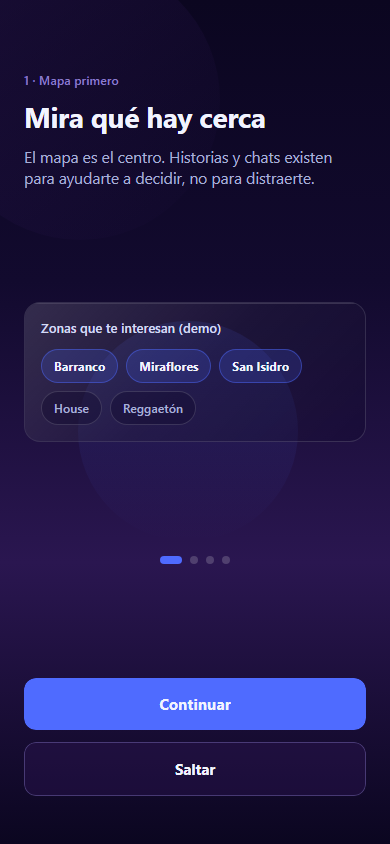 1 · Mapa primero
Mira qué hay cerca
El mapa es el centro. Historias y chats existen
para ayudarte a decidir, no para distraerte.
Zonas que te interesan (demo)
Barranco Miraflores San Isidro
House Reggaetón
Continuar
Saltar